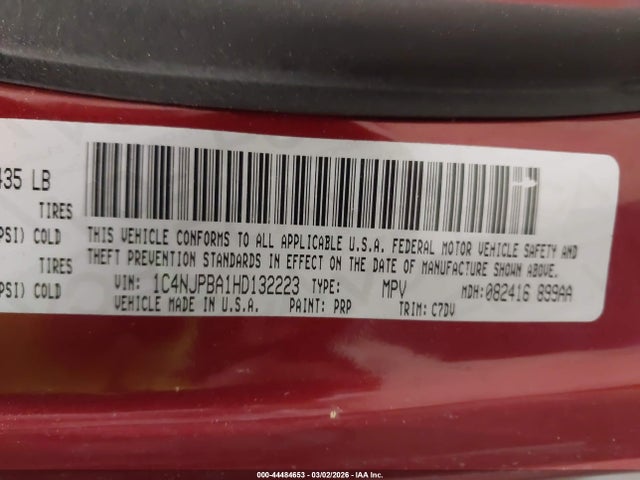 435 LB
TIRES
PSI) COLD
TIRES
PSI) COLD
THIS VEHICLE CONFORMS TO ALL APPLICABLE U.S.A. FEDERAL MOTOR VEHICLE SAFETY AND
THEFT PREVENTION STANDARDS IN EFFECT ON THE DATE OF MANUFACTURE SHOWN ABOVE.
VIN: 1C4NJPBA1HD132223 TYPE: MPV MDH: 082416 899AA
VEHICLE MADE IN U.S.A. PAINT: PRP TRIM: C7DV
000-44484653 | 03/02/2026 - IAA Inc.